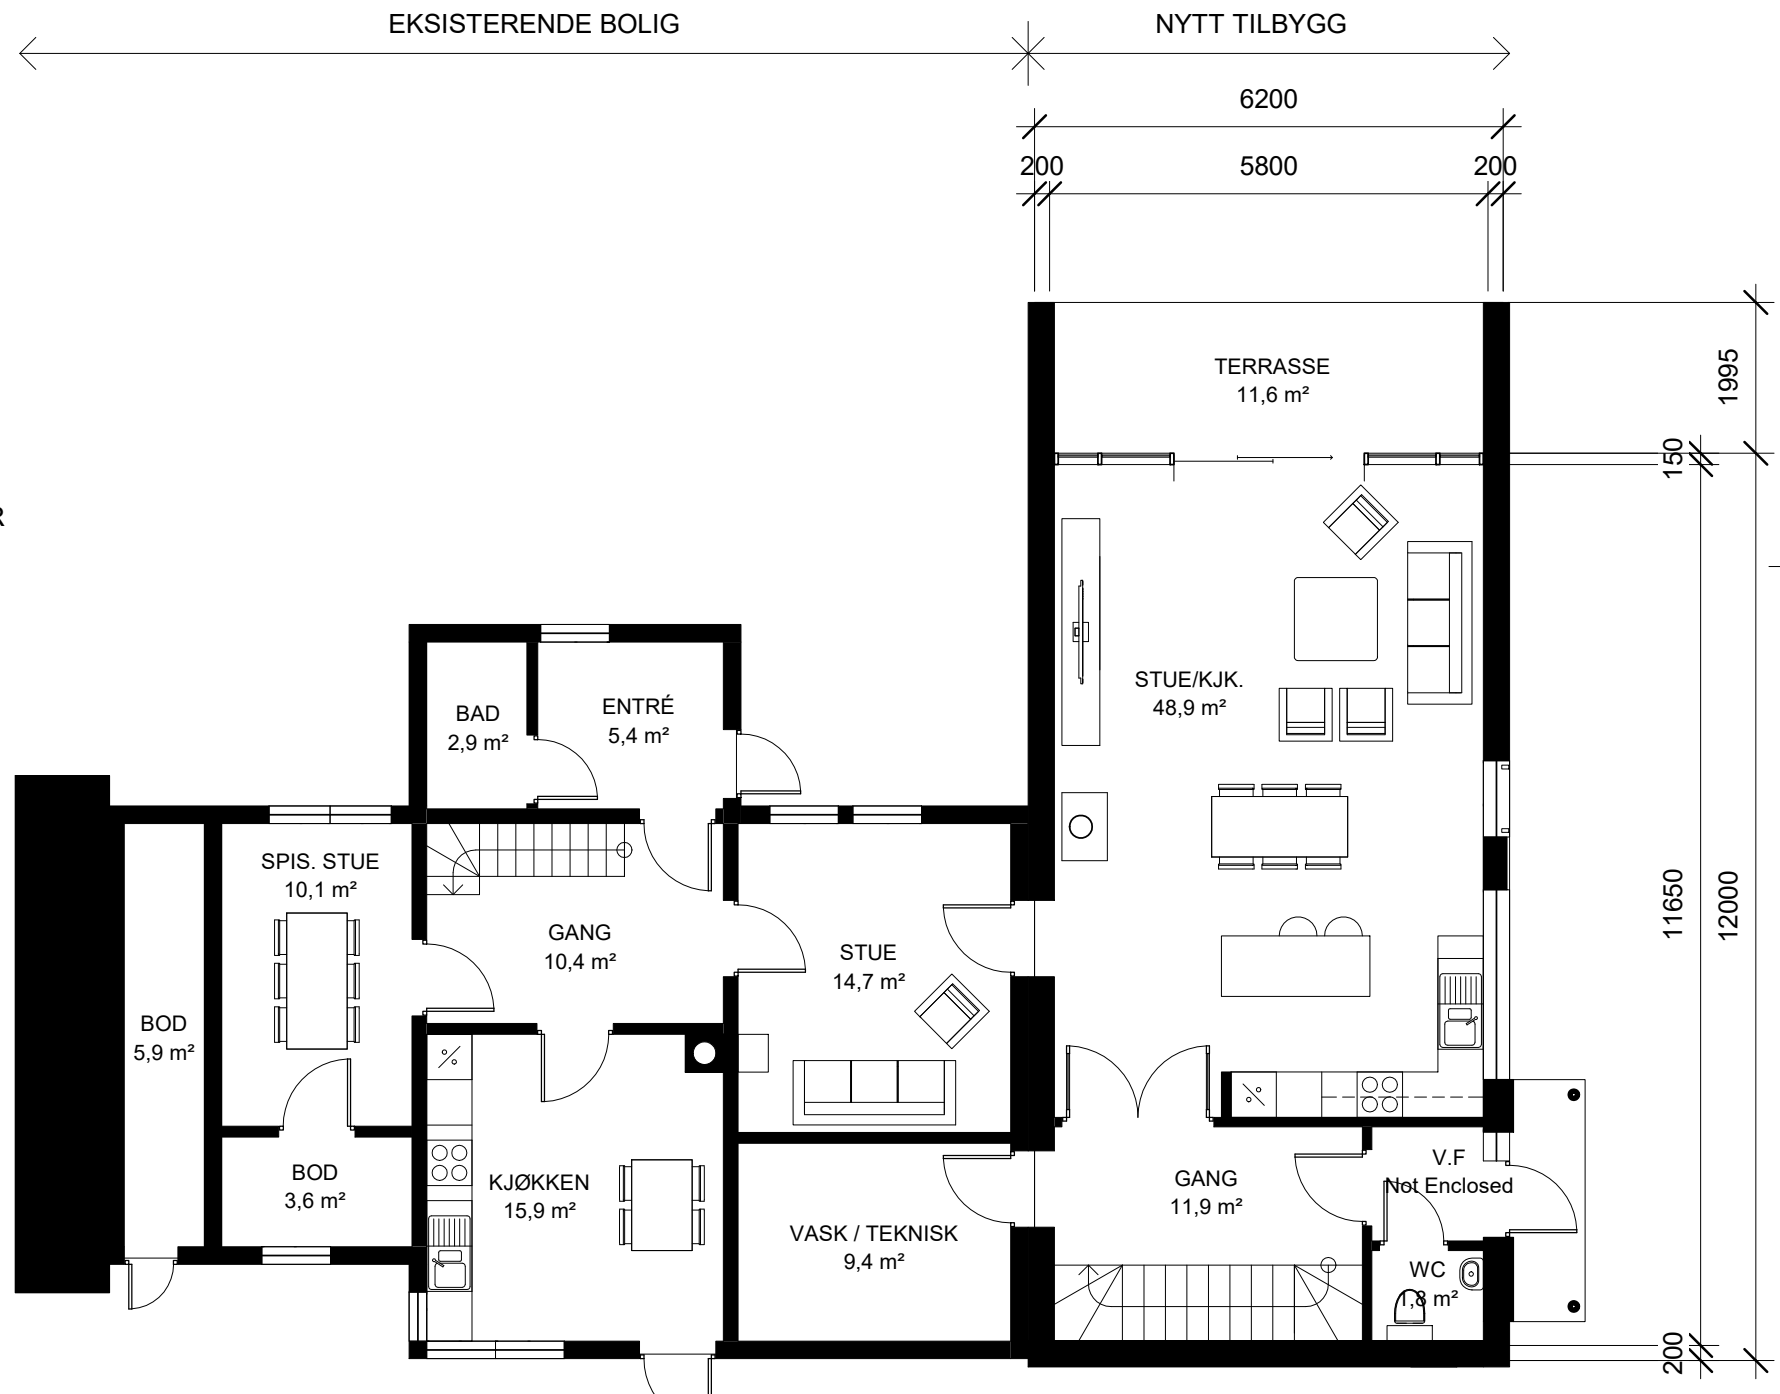 EKSISTERENDE BOLIG
NYTT TILBYGG
6200
200
5800
200
TERRASSE
11,6 m²
1995
150
R
STUE/KJK.
48,9 m²
BAD
2,9 m²
ENTRÉ
5,4 m²
SPIS. STUE
10,1 m²
GANG
10,4 m²
STUE
14,7 m²
11650
12000
BOD
5,9 m²
BOD
3,6 m²
KJØKKEN
15,9 m²
VASK / TEKNISK
9,4 m²
GANG
11,9 m²
V.F
Not Enclosed
WC
1,8 m²
200